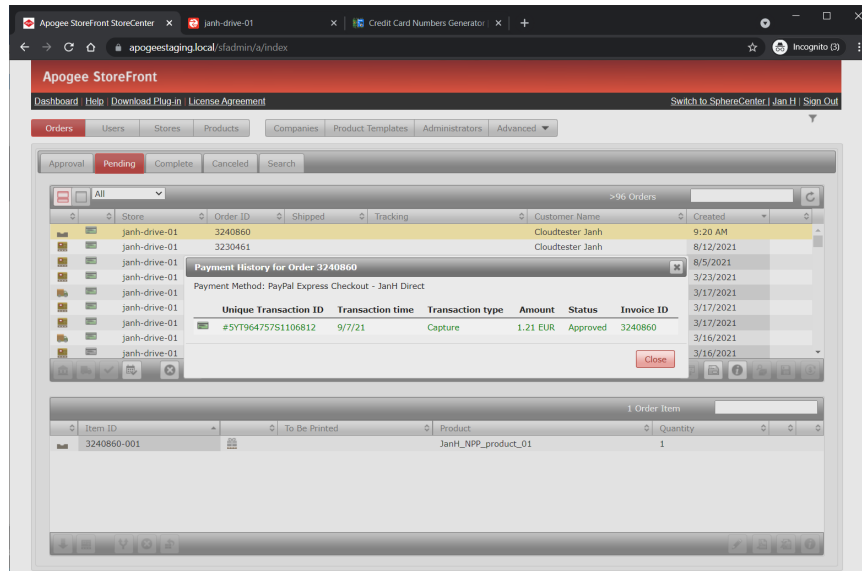 Apogee StoreFront StoreCenter
janh-drive-01
Credit Card Numbers Generator
apogeestaging.local/sfadmin/a/index
Incognito (3)
Apogee StoreFront
Dashboard | Help | Download Plug-in | License Agreement
Switch to SphereCenter | Jan H | Sign Out
Orders Users Stores Products Companies Product Templates Administrators Advanced
Approval Pending Complete Canceled Search
All >96 Orders
Store Order ID Shipped Tracking Customer Name Created
janh-drive-01 3240860 Cloudtester Janh 9:20 AM
janh-drive-01 3230461 Cloudtester Janh 8/12/2021
janh-drive-01 8/5/2021
janh-drive-01 3/23/2021
janh-drive-01 3/17/2021
janh-drive-01 3/17/2021
janh-drive-01 3/17/2021
janh-drive-01 3/16/2021
janh-drive-01 3/16/2021
Payment History for Order 3240860
Payment Method: PayPal Express Checkout - JanH Direct
Unique Transaction ID Transaction time Transaction type Amount Status Invoice ID
#5YT964757S1106812 9/7/21 Capture 1.21 EUR Approved 3240860
Close
1 Order Item
Item ID To Be Printed Product Quantity
3240860-001 JanH_NPP_product_01 1